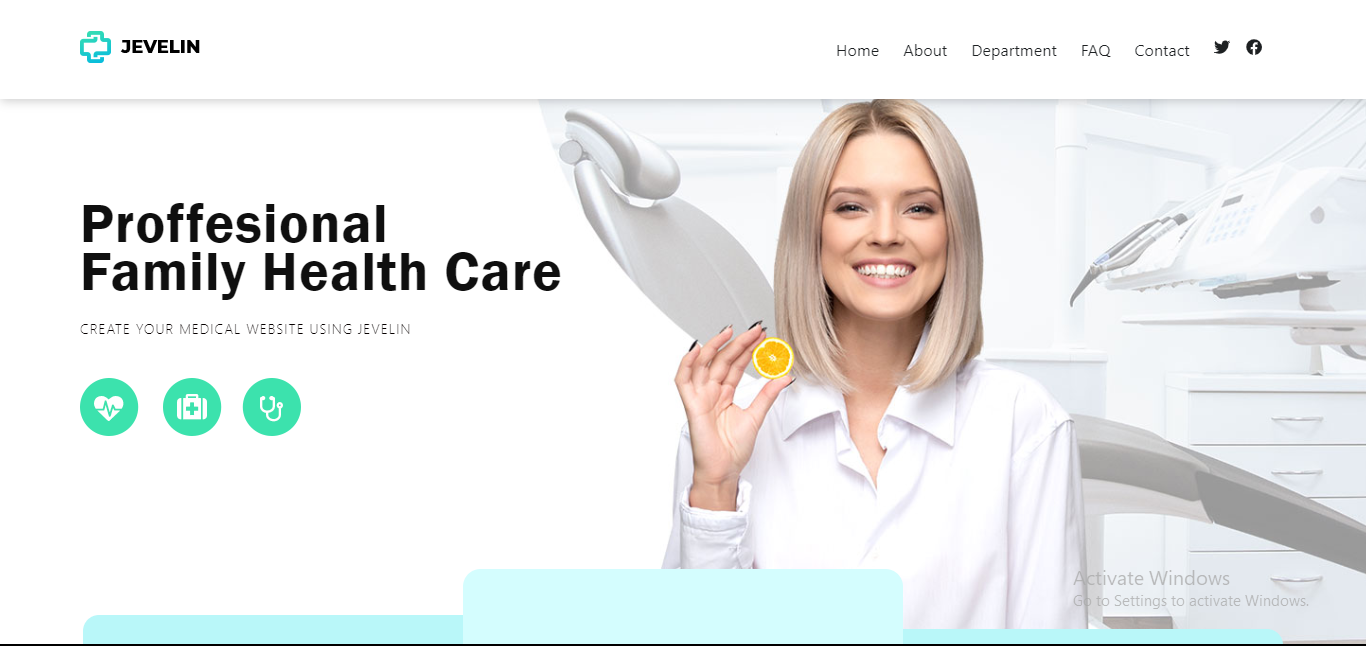 JEVELIN
Home About Department FAQ Contact
Proffesional
Family Health Care
CREATE YOUR MEDICAL WEBSITE USING JEVELIN
Activate Windows
Go to Settings to activate Windows.